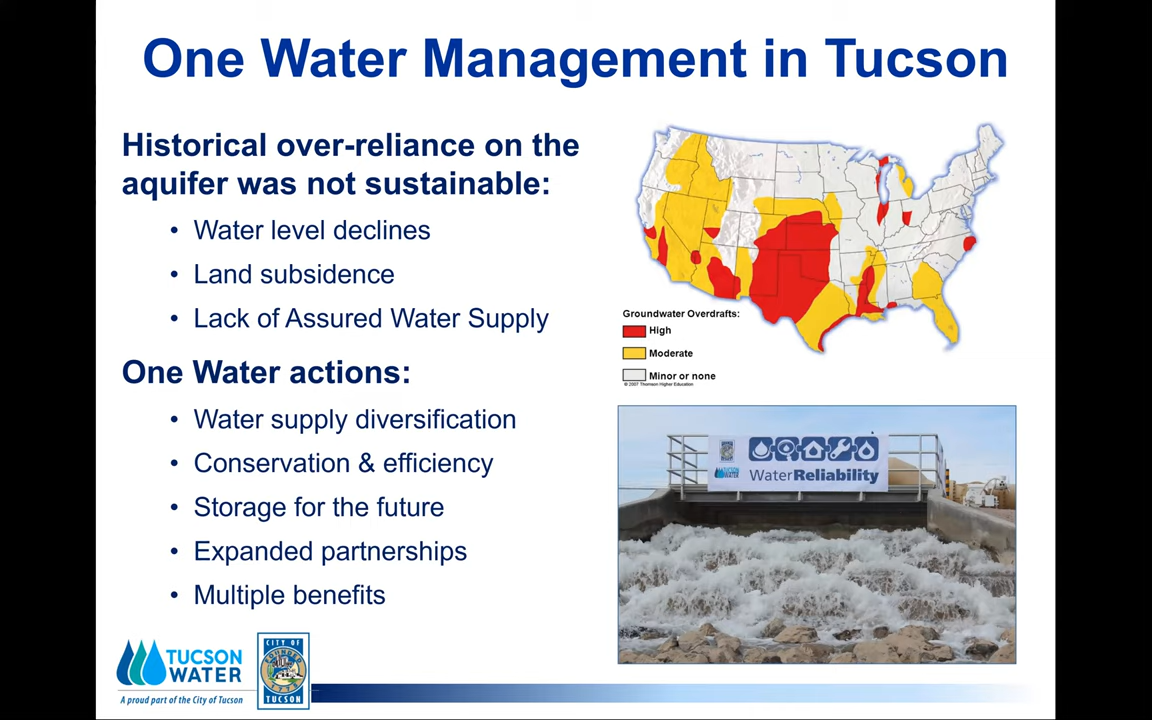 One Water Management in Tucson
Historical over-reliance on the
aquifer was not sustainable:
• Water level declines
• Land subsidence
• Lack of Assured Water Supply
One Water actions:
• Water supply diversification
• Conservation & efficiency
• Storage for the future
• Expanded partnerships
• Multiple benefits
Groundwater Overdrafts:
High
Moderate
Minor or none
© 2007 Thomson Higher Education
TUCSON
WATER
WaterReliability
TUCSON
WATER
A proud part of the City of Tucson
CITY OF
TUCSON